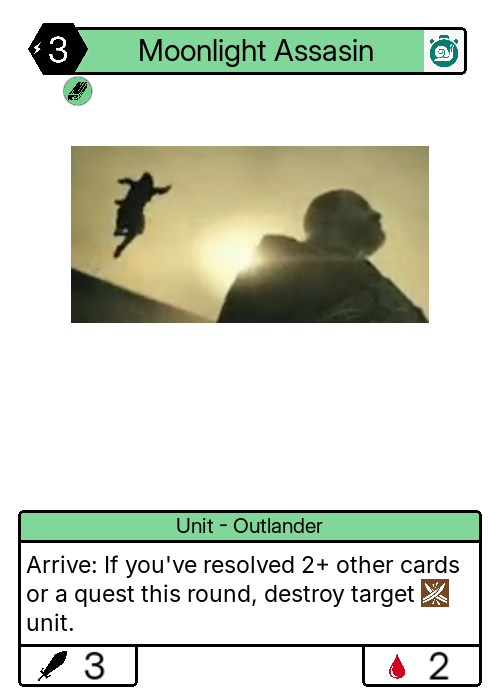 3
Moonlight Assasin
Unit - Outlander
Arrive: If you've resolved 2+ other cards
or a quest this round, destroy target
unit.
3
2